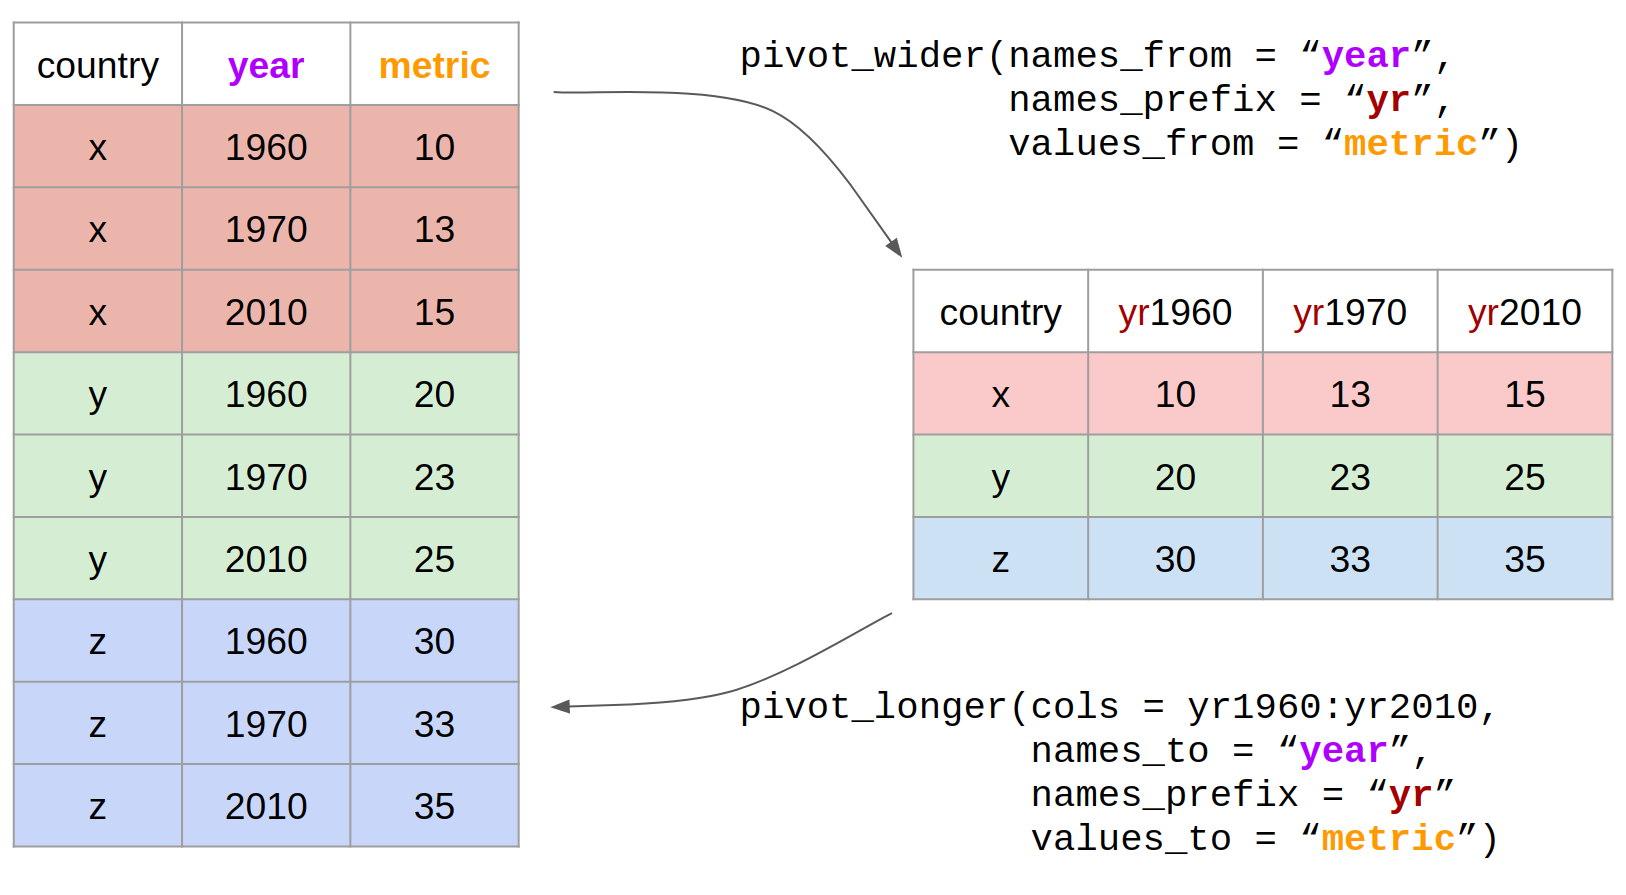 country year metric
x 1960 10
x 1970 13
x 2010 15
y 1960 20
y 1970 23
y 2010 25
z 1960 30
z 1970 33
z 2010 35
pivot_wider(names_from = “year”,
names_prefix = “yr”,
values_from = “metric”)
country yr1960 yr1970 yr2010
x 10 13 15
y 20 23 25
z 30 33 35
pivot_longer(cols = yr1960:yr2010,
names_to = “year”,
names_prefix = “yr”
values_to = “metric”)